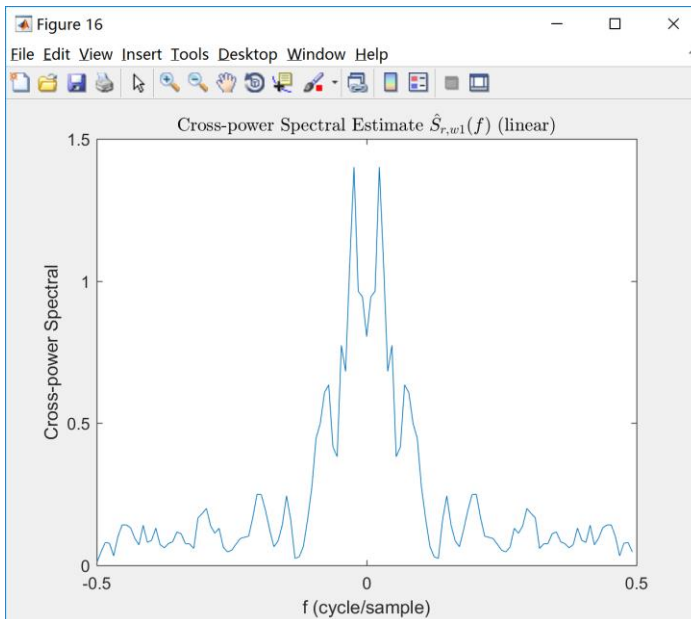 Figure 16
File Edit View Insert Tools Desktop Window Help
Cross-power Spectral Estimate $\hat{S}_{r,w1}(f)$ (linear)
1.5
1
0.5
0
Cross-power Spectral
-0.5
0
0.5
f (cycle/sample)